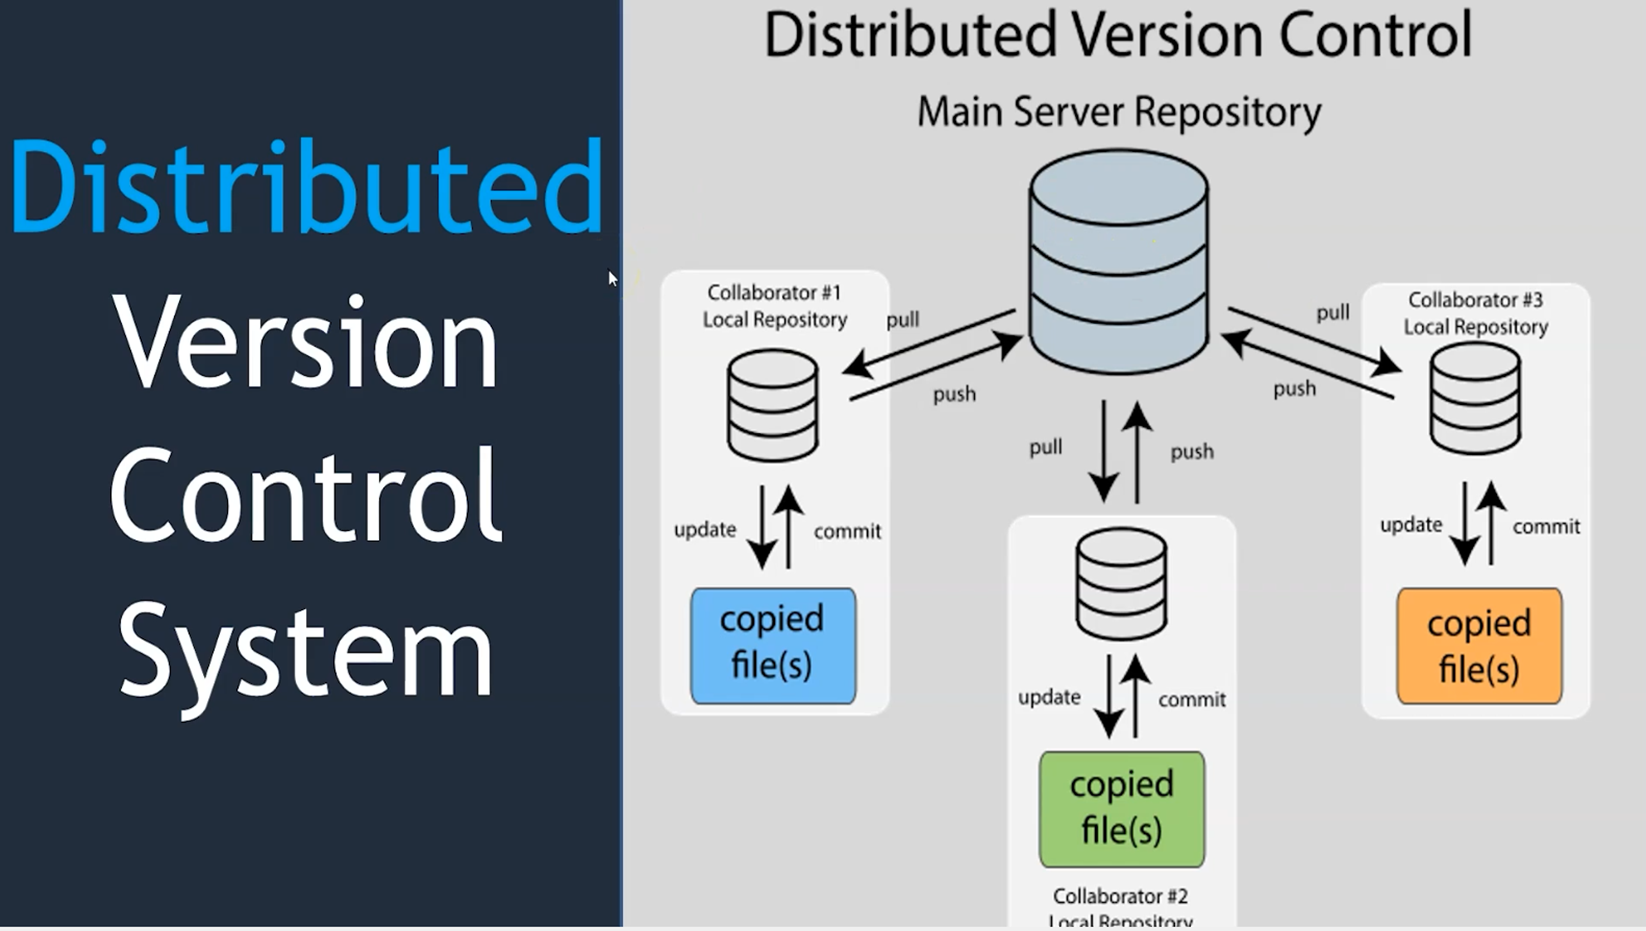 Distributed
Version
Control
System
Distributed Version Control
Main Server Repository
Collaborator #1
Local Repository
pull
push
update
commit
copied
file(s)
pull
push
update
commit
copied
file(s)
Collaborator #2
Local Repository
Collaborator #3
Local Repository
pull
push
update
commit
copied
file(s)